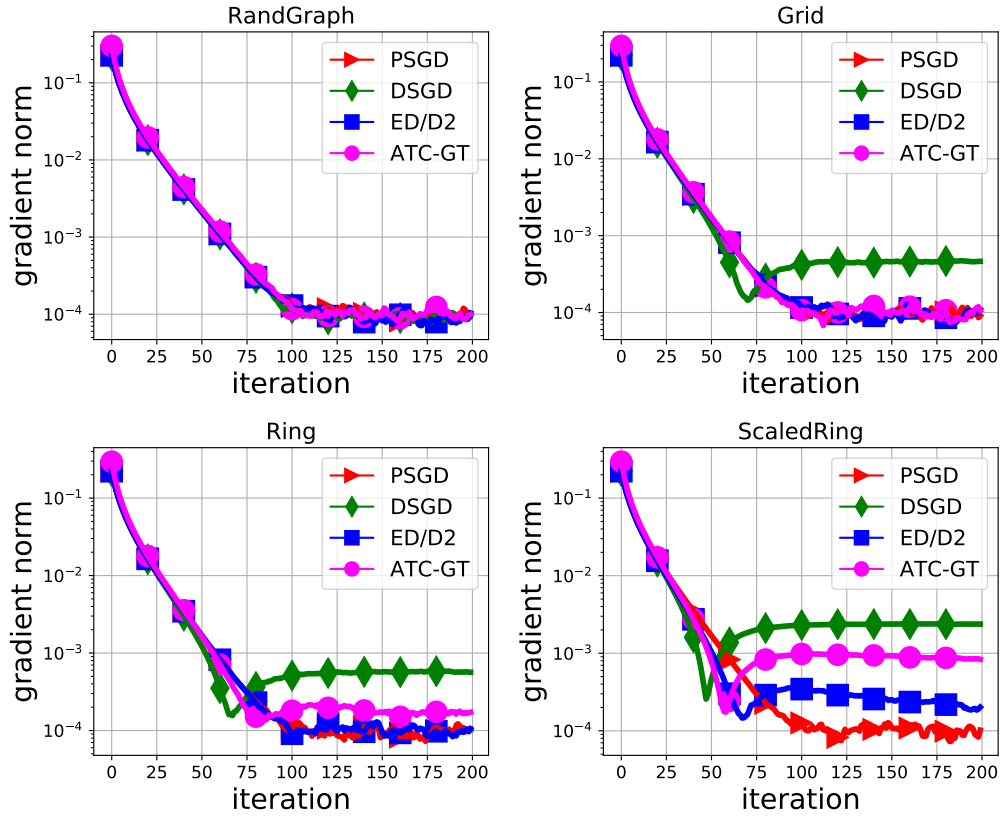 RandGraph
gradient norm
10⁻¹
10⁻²
10⁻³
10⁻⁴
PSGD
DSGD
ED/D2
ATC-GT
0 25 50 75 100 125 150 175 200
iteration
Grid
gradient norm
10⁻¹
10⁻²
10⁻³
10⁻⁴
PSGD
DSGD
ED/D2
ATC-GT
0 25 50 75 100 125 150 175 200
iteration
Ring
gradient norm
10⁻¹
10⁻²
10⁻³
10⁻⁴
PSGD
DSGD
ED/D2
ATC-GT
0 25 50 75 100 125 150 175 200
iteration
ScaledRing
gradient norm
10⁻¹
10⁻²
10⁻³
10⁻⁴
PSGD
DSGD
ED/D2
ATC-GT
0 25 50 75 100 125 150 175 200
iteration